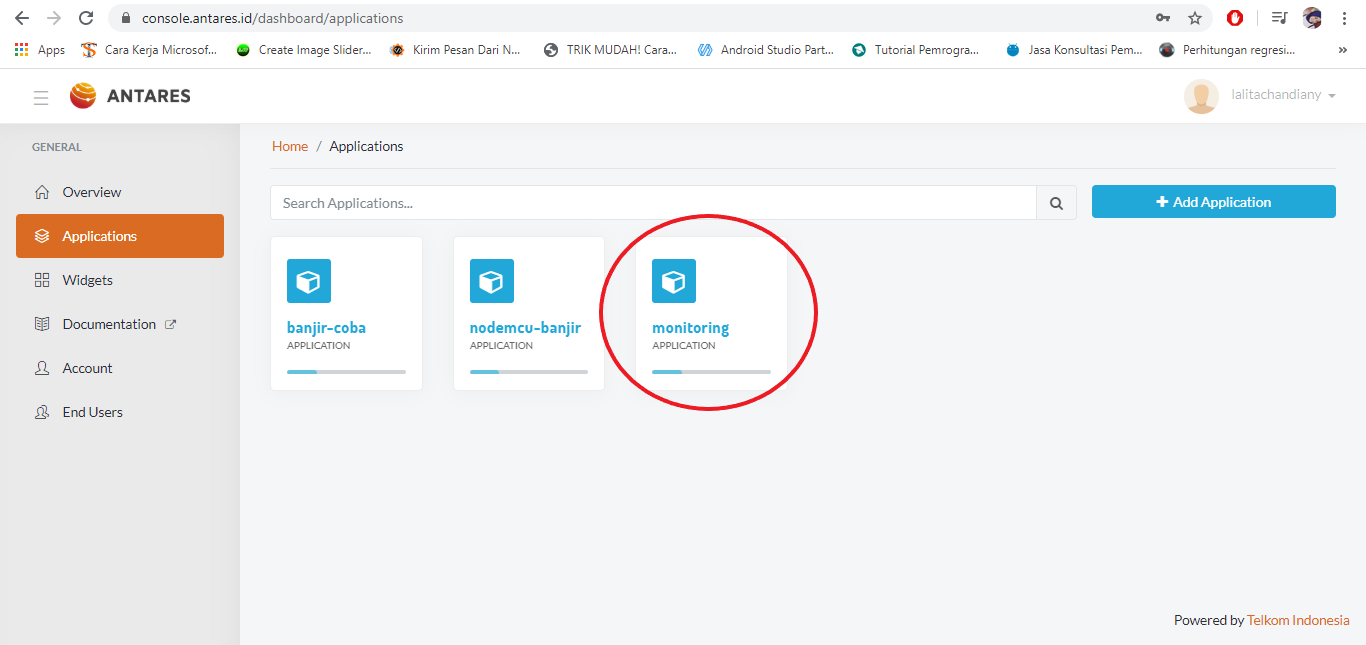 console.antares.id/dashboard/applications
Apps Cara Kerja Microsof... Create Image Slider... Kirim Pesan Dari N... TRIK MUDAH! Cara... Android Studio Part... Tutorial Pemrogra... Jasa Konsultasi Pem... Perhitungan regresi... »
ANTARES
lalitachandiany
GENERAL
Home / Applications
Overview
Search Applications...
+ Add Application
Applications
Widgets
Documentation
Account
End Users
banjir-coba
APPLICATION
nodemcu-banjir
APPLICATION
monitoring
APPLICATION
Powered by Telkom Indonesia